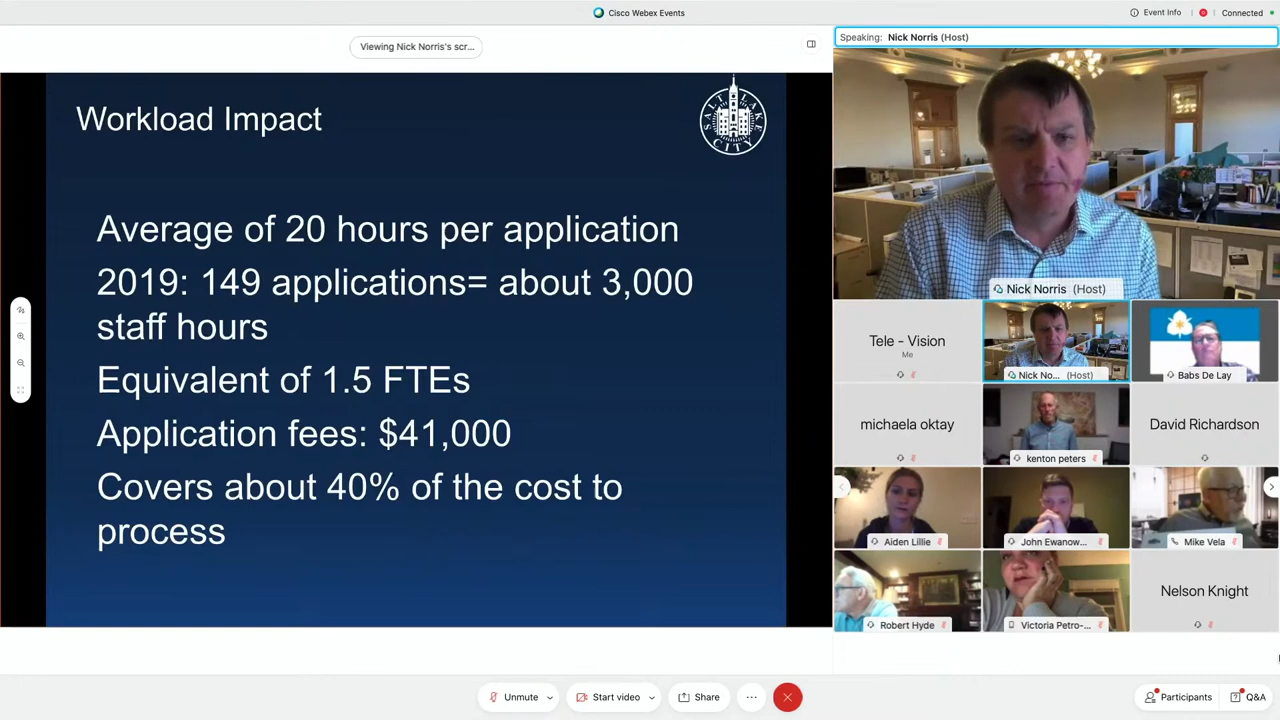 Cisco Webex Events
Event Info
Connected
Viewing Nick Norris's scr...
Speaking: Nick Norris (Host)
Workload Impact
SALT LAKE CITY
Average of 20 hours per application
2019: 149 applications= about 3,000
staff hours
Equivalent of 1.5 FTEs
Application fees: $41,000
Covers about 40% of the cost to
process
Nick Norris (Host)
Tele - Vision
Me
Nick No... (Host)
Babs De Lay
michaela oktay
kenton peters
David Richardson
Aiden Lillie
John Ewanow...
Mike Vela
Robert Hyde
Victoria Petro-...
Nelson Knight
Unmute
Start video
Share
Participants
Q&A